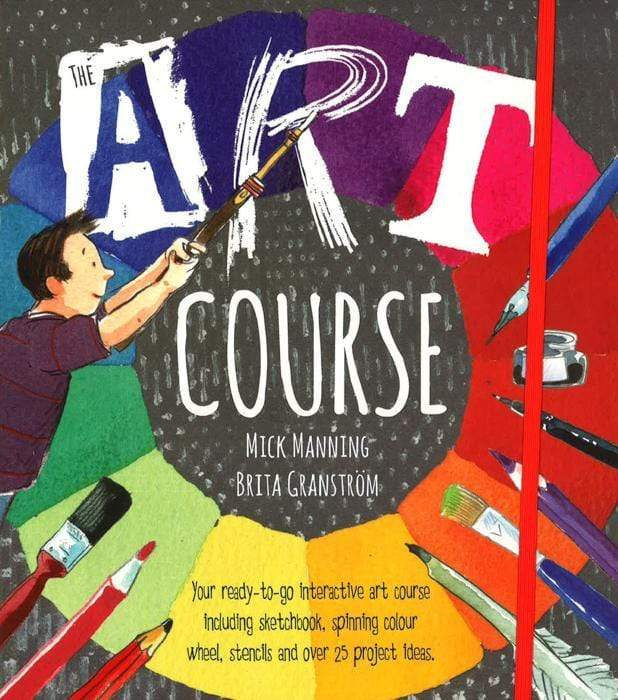 THE
ART
COURSE
MICK MANNING
BRITA GRANSTRÖM
Your ready-to-go interactive art course
including sketchbook, spinning colour
wheel, stencils and over 25 project ideas.